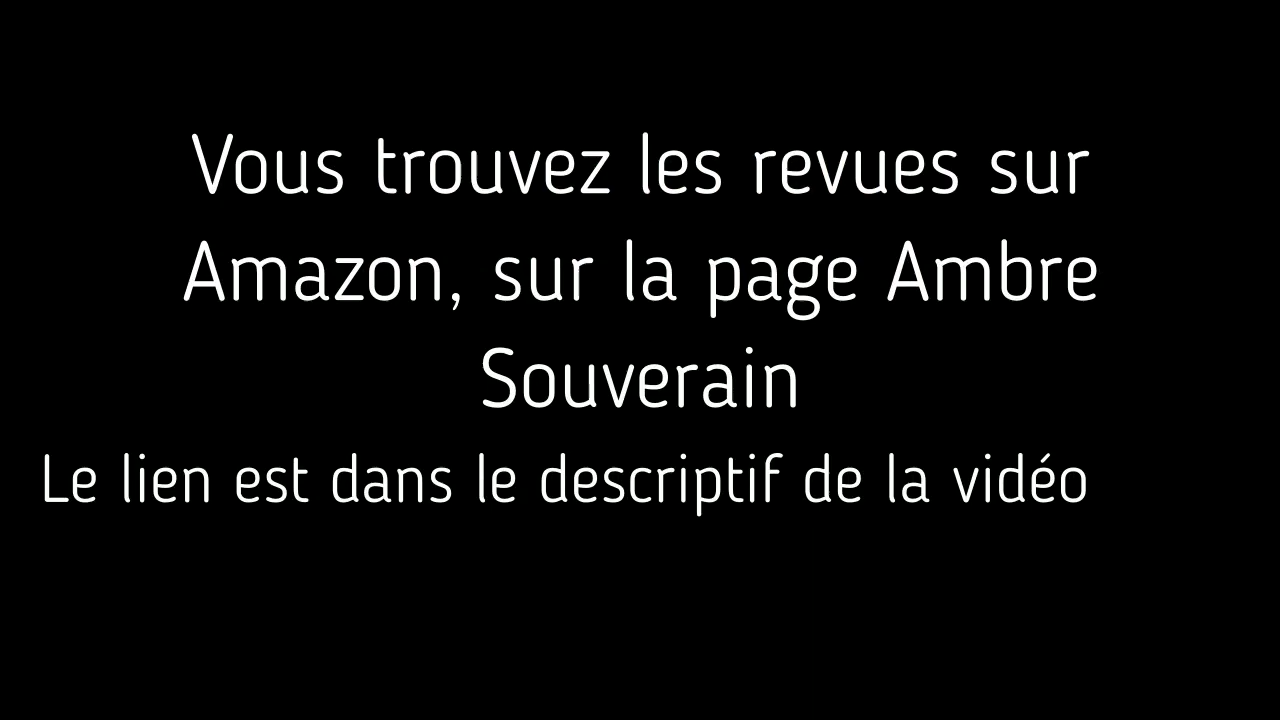 Vous trouvez les revues sur
Amazon, sur la page Ambre
Souverain
Le lien est dans le descriptif de la vidéo